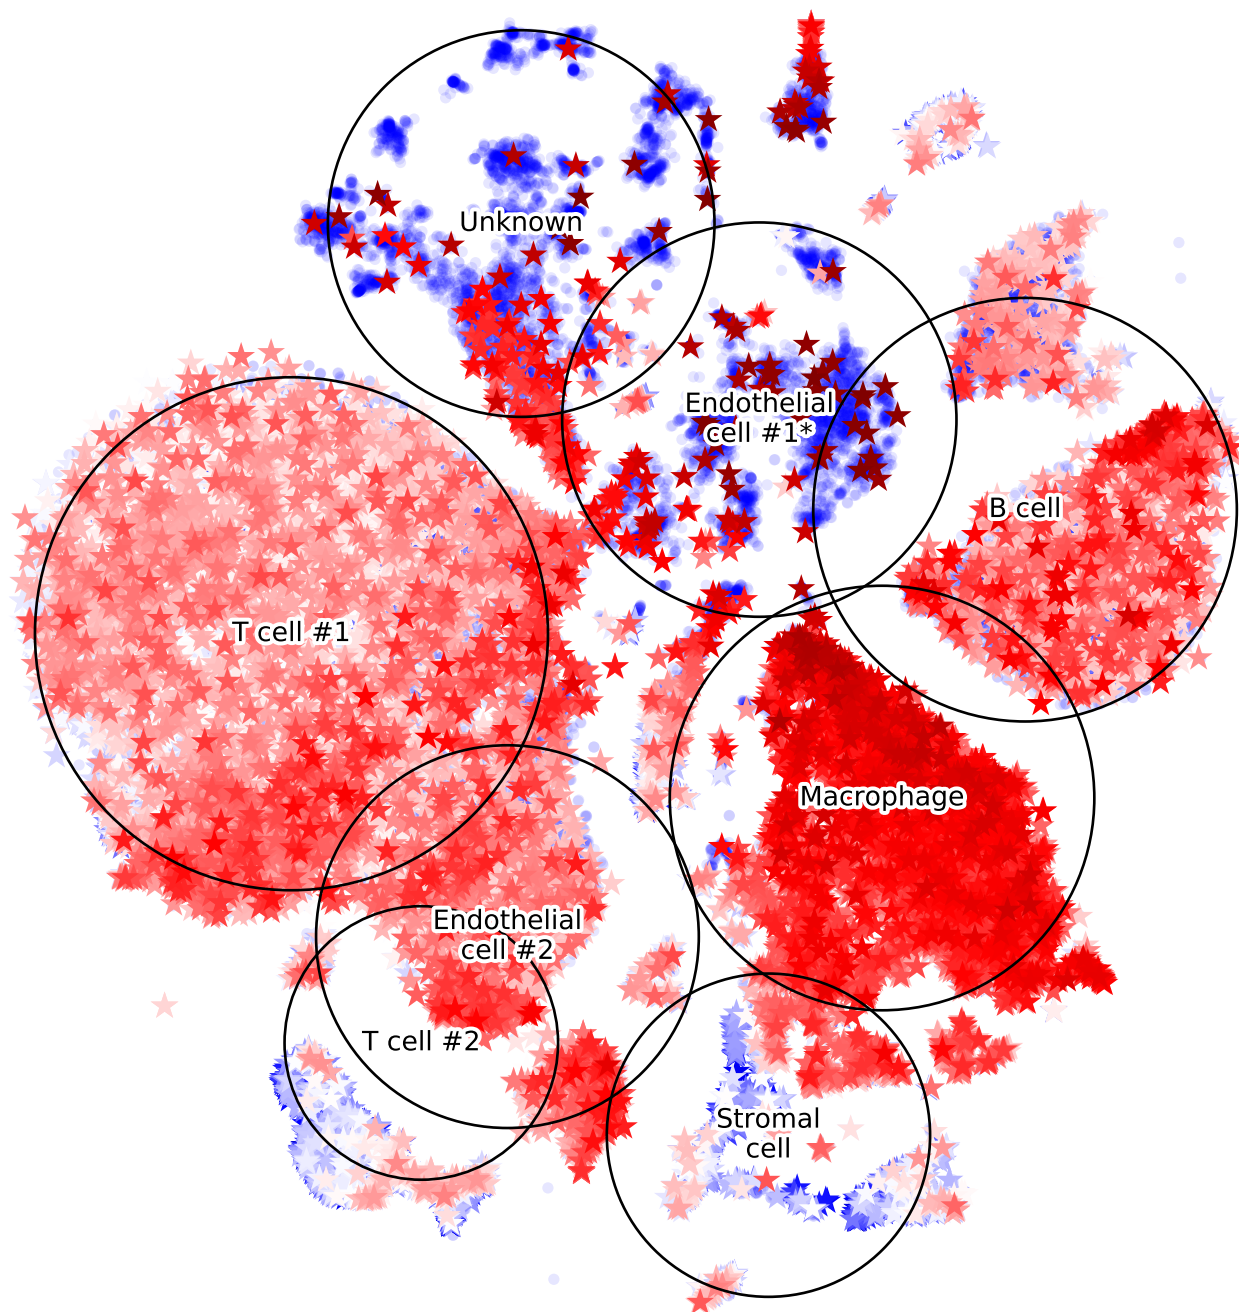 Unknown
Endothelial
cell #1*
B cell
T cell #1
Macrophage
Endothelial
cell #2
T cell #2
Stromal
cell